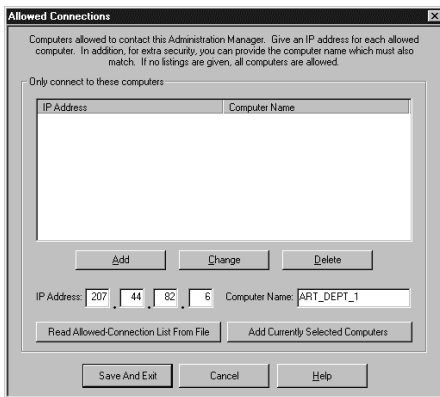 Allowed Connections
Computers allowed to contact this Administration Manager. Give an IP address for each allowed
computer. In addition, for extra security, you can provide the computer name which must also
match. If no listings are given, all computers are allowed.
Only connect to these computers
IP Address Computer Name
Add Change Delete
IP Address: 207 . 44 . 82 . 6 Computer Name: ART_DEPT_1
Read Allowed-Connection List From File Add Currently Selected Computers
Save And Exit Cancel Help